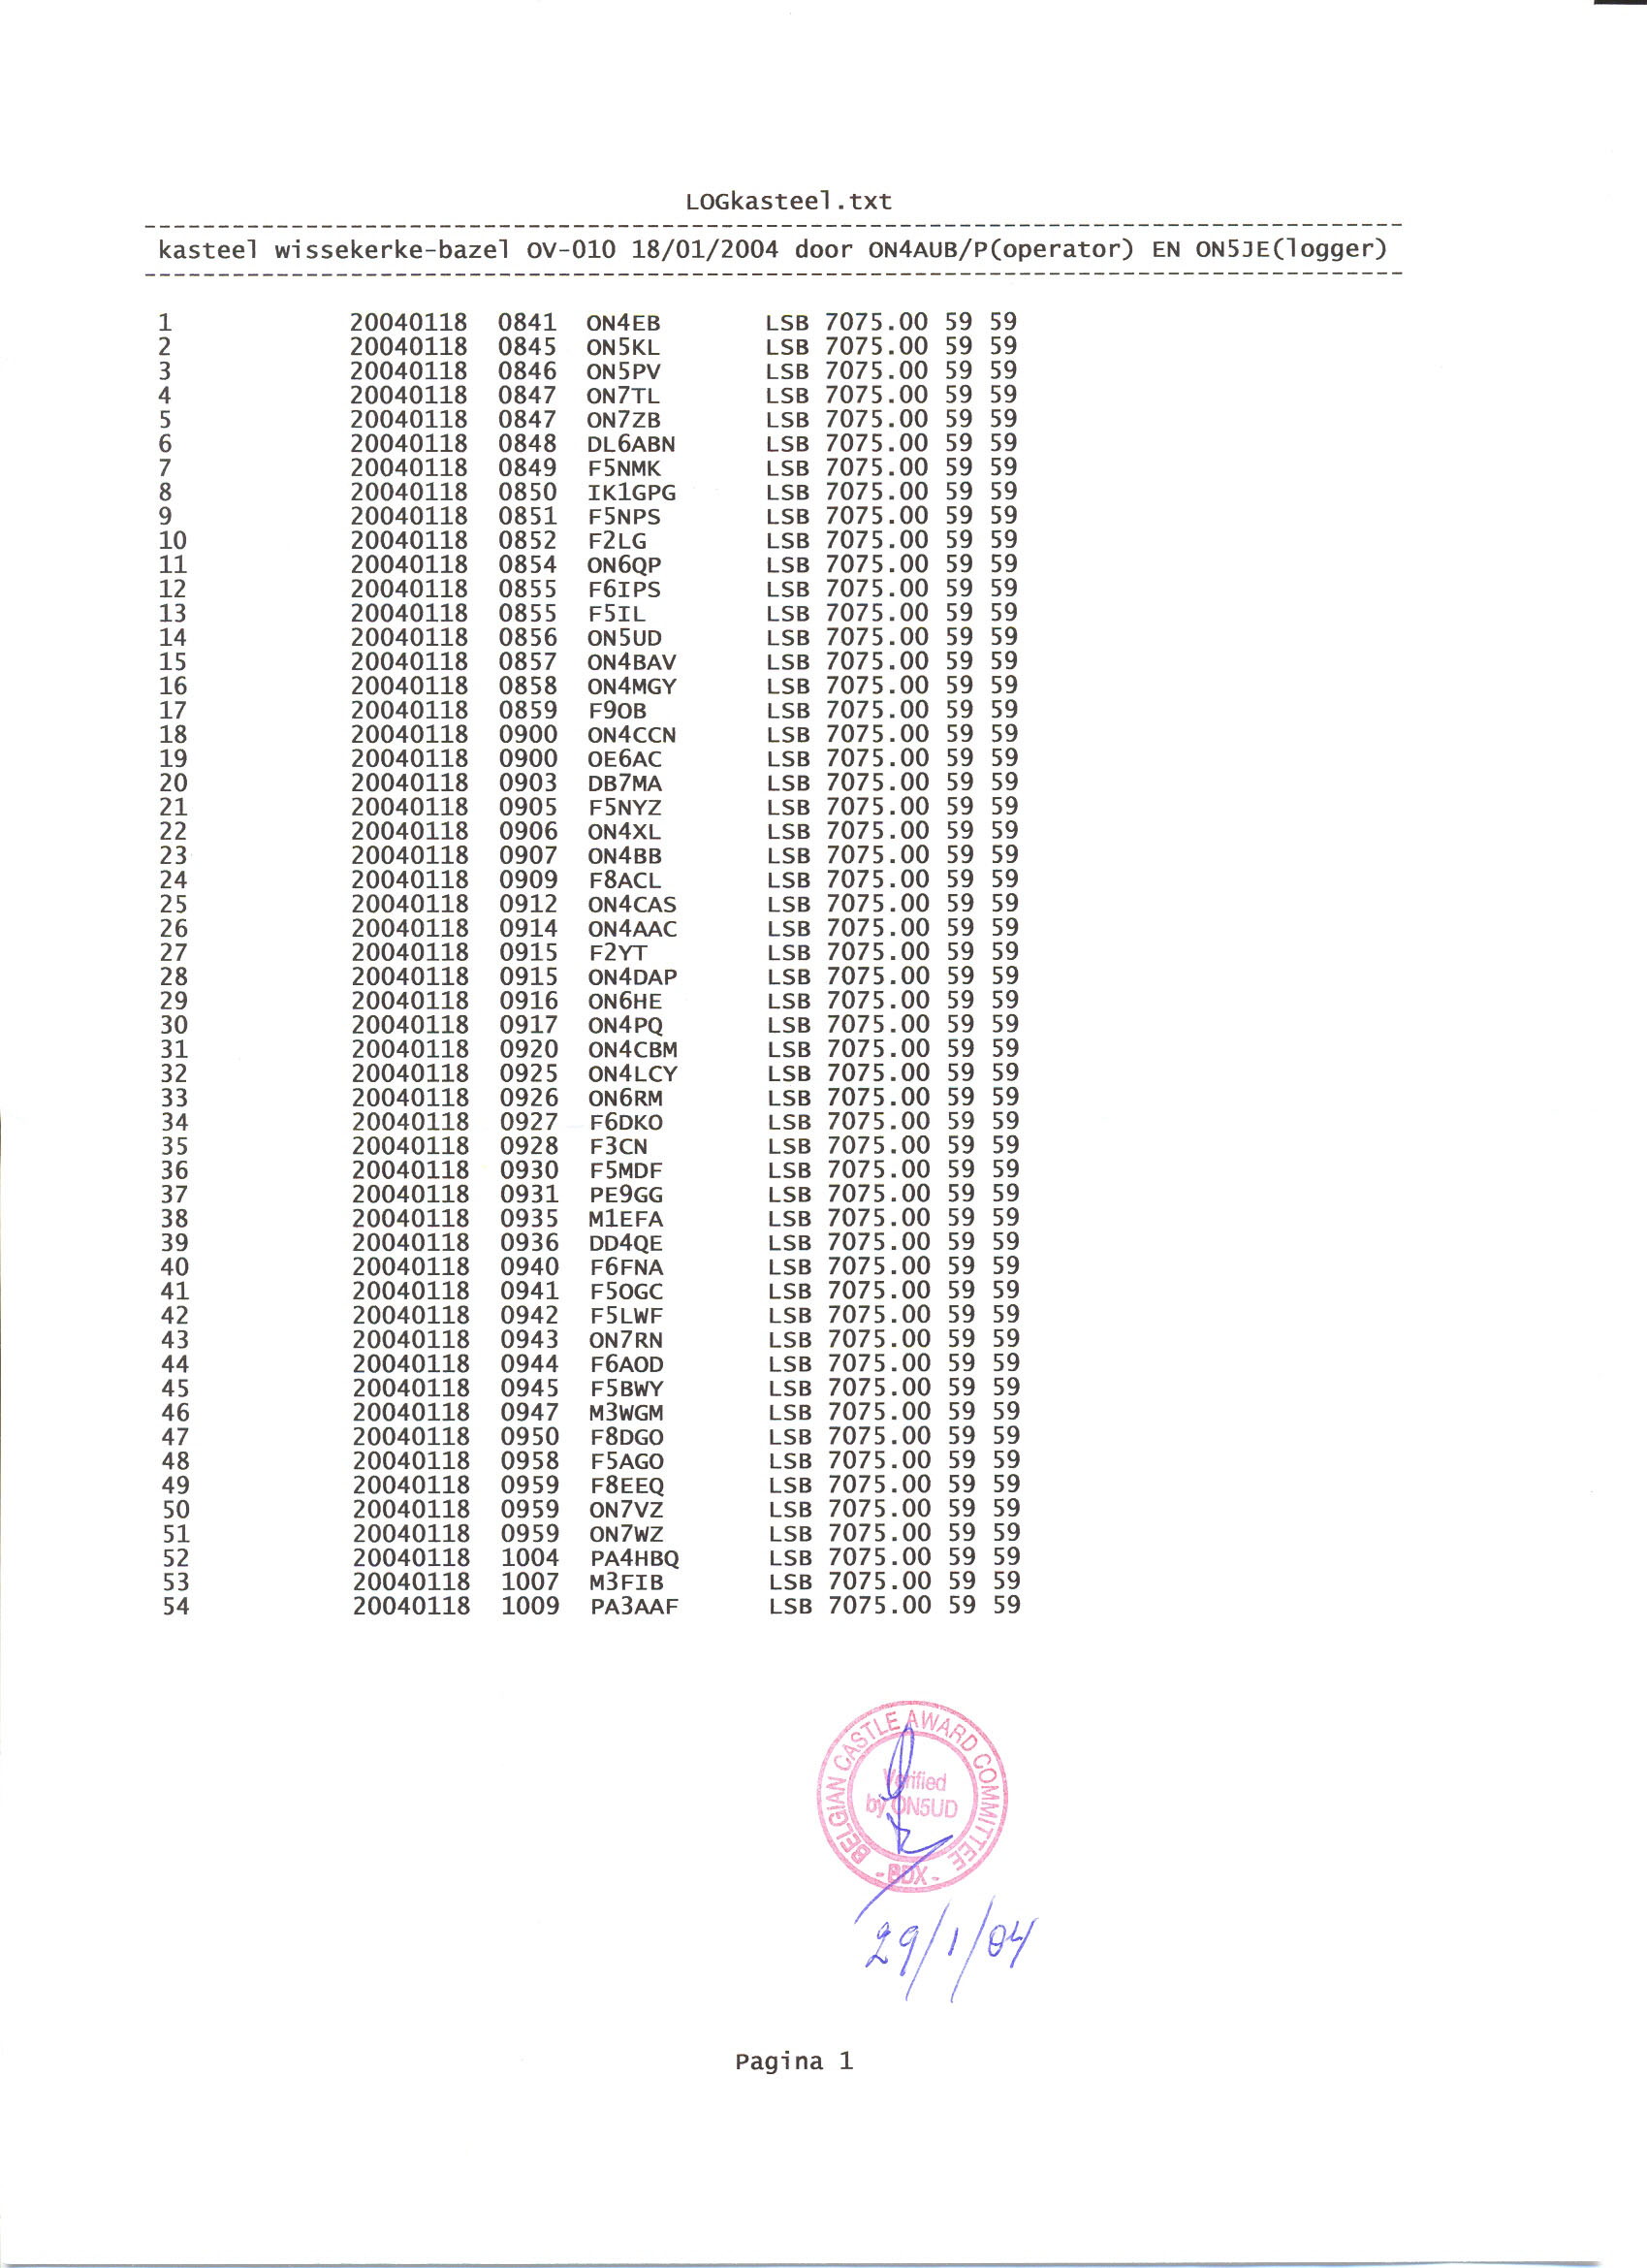 LOGkasteel.txt
--------------------------------------------------------------------------------------
kasteel wissekerke-bazel OV-010 18/01/2004 door ON4AUB/P(operator) EN ON5JE(logger)
--------------------------------------------------------------------------------------
1 20040118 0841 ON4EB LSB 7075.00 59 59
2 20040118 0845 ON5KL LSB 7075.00 59 59
3 20040118 0846 ON5PV LSB 7075.00 59 59
4 20040118 0847 ON7TL LSB 7075.00 59 59
5 20040118 0847 ON7ZB LSB 7075.00 59 59
6 20040118 0848 DL6ABN LSB 7075.00 59 59
7 20040118 0849 F5NMK LSB 7075.00 59 59
8 20040118 0850 IK1GPG LSB 7075.00 59 59
9 20040118 0851 F5NPS LSB 7075.00 59 59
10 20040118 0852 F2LG LSB 7075.00 59 59
11 20040118 0854 ON6QP LSB 7075.00 59 59
12 20040118 0855 F6IPS LSB 7075.00 59 59
13 20040118 0855 F5IL LSB 7075.00 59 59
14 20040118 0856 ON5UD LSB 7075.00 59 59
15 20040118 0857 ON4BAV LSB 7075.00 59 59
16 20040118 0858 ON4MGY LSB 7075.00 59 59
17 20040118 0859 F9OB LSB 7075.00 59 59
18 20040118 0900 ON4CCN LSB 7075.00 59 59
19 20040118 0900 OE6AC LSB 7075.00 59 59
20 20040118 0903 DB7MA LSB 7075.00 59 59
21 20040118 0905 F5NYZ LSB 7075.00 59 59
22 20040118 0906 ON4XL LSB 7075.00 59 59
23 20040118 0907 ON4BB LSB 7075.00 59 59
24 20040118 0909 F8ACL LSB 7075.00 59 59
25 20040118 0912 ON4CAS LSB 7075.00 59 59
26 20040118 0914 ON4AAC LSB 7075.00 59 59
27 20040118 0915 F2YT LSB 7075.00 59 59
28 20040118 0915 ON4DAP LSB 7075.00 59 59
29 20040118 0916 ON6HE LSB 7075.00 59 59
30 20040118 0917 ON4PQ LSB 7075.00 59 59
31 20040118 0920 ON4CBM LSB 7075.00 59 59
32 20040118 0925 ON4LCY LSB 7075.00 59 59
33 20040118 0926 ON6RM LSB 7075.00 59 59
34 20040118 0927 F6DKO LSB 7075.00 59 59
35 20040118 0928 F3CN LSB 7075.00 59 59
36 20040118 0930 F5MDF LSB 7075.00 59 59
37 20040118 0931 PE9GG LSB 7075.00 59 59
38 20040118 0935 M1EFA LSB 7075.00 59 59
39 20040118 0936 DD4QE LSB 7075.00 59 59
40 20040118 0940 F6FNA LSB 7075.00 59 59
41 20040118 0941 F5OGC LSB 7075.00 59 59
42 20040118 0942 F5LWF LSB 7075.00 59 59
43 20040118 0943 ON7RN LSB 7075.00 59 59
44 20040118 0944 F6AOD LSB 7075.00 59 59
45 20040118 0945 F5BWY LSB 7075.00 59 59
46 20040118 0947 M3WGM LSB 7075.00 59 59
47 20040118 0950 F8DGO LSB 7075.00 59 59
48 20040118 0958 F5AGO LSB 7075.00 59 59
49 20040118 0959 F8EEQ LSB 7075.00 59 59
50 20040118 0959 ON7VZ LSB 7075.00 59 59
51 20040118 0959 ON7WZ LSB 7075.00 59 59
52 20040118 1004 PA4HBQ LSB 7075.00 59 59
53 20040118 1007 M3FIB LSB 7075.00 59 59
54 20040118 1009 PA3AAF LSB 7075.00 59 59
BELGIAN CASTLE AWARD COMMITTEE
Verified
by ON5UD
- BDX -
29/1/04
Pagina 1